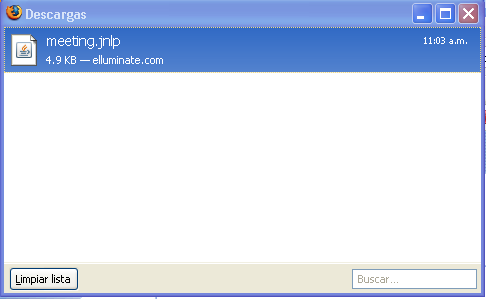 Descargas
meeting.jnlp
11:03 a.m.
4.9 KB — elluminate.com
Limpiar lista
Buscar...